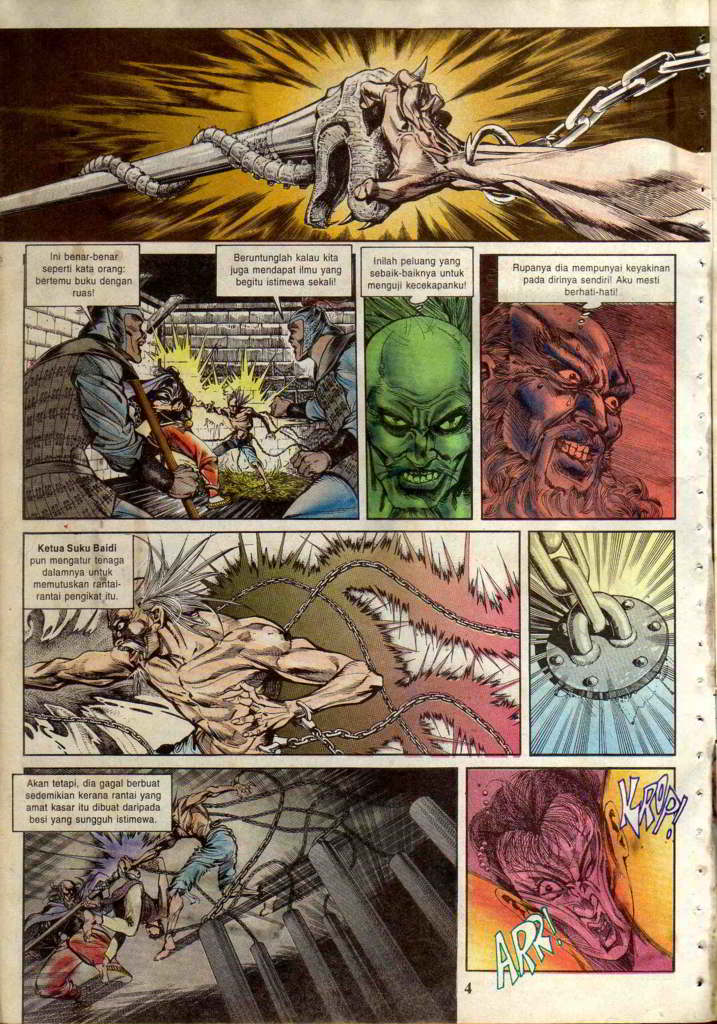 Ini benar-benar
seperti kata orang:
bertemu buku dengan
ruas!
Beruntunglah kalau kita
juga mendapat ilmu yang
begitu istimewa sekali!
Inilah peluang yang
sebaik-baiknya untuk
menguji kecekapanku!
Rupanya dia mempunyai keyakinan
pada dirinya sendiri! Aku mesti
berhati-hati!
Ketua Suku Baidi
pun mengatur tenaga
dalamnya untuk
memutuskan rantai-
rantai pengikat itu.
Akan tetapi, dia gagal berbuat
sedemikian kerana rantai yang
amat kasar itu dibuat daripada
besi yang sungguh istimewa.
KROP!
ARR!
4